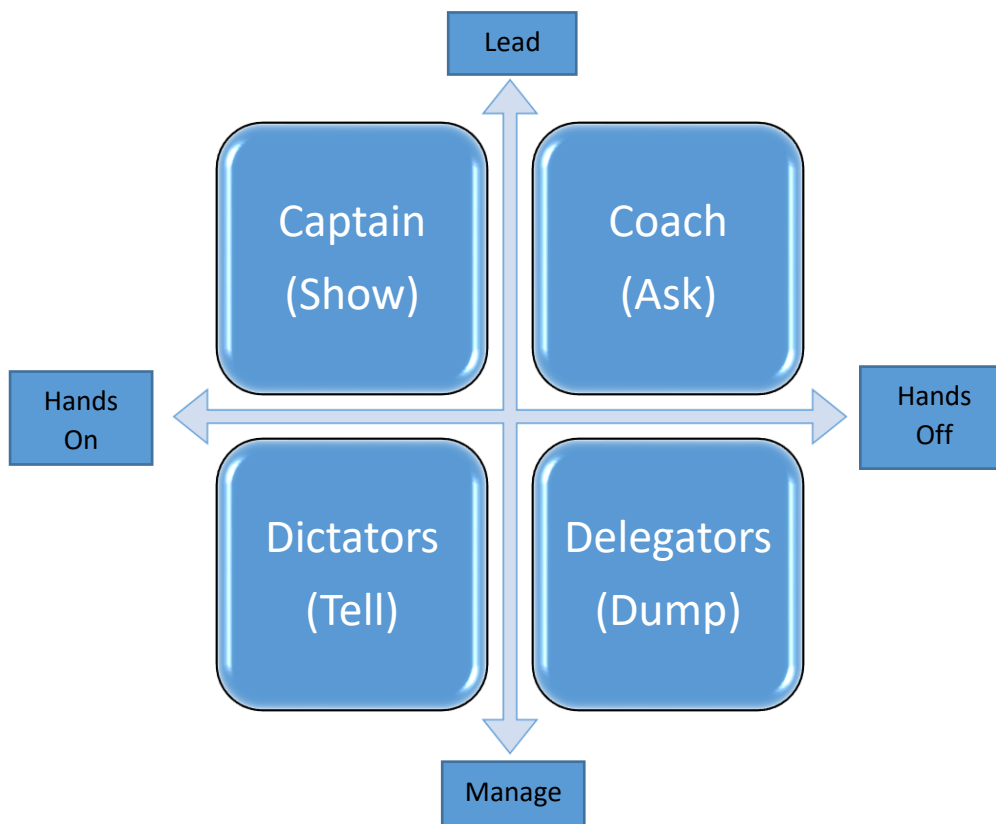 Lead
Captain
(Show)
Coach
(Ask)
Hands
On
Hands
Off
Dictators
(Tell)
Delegators
(Dump)
Manage